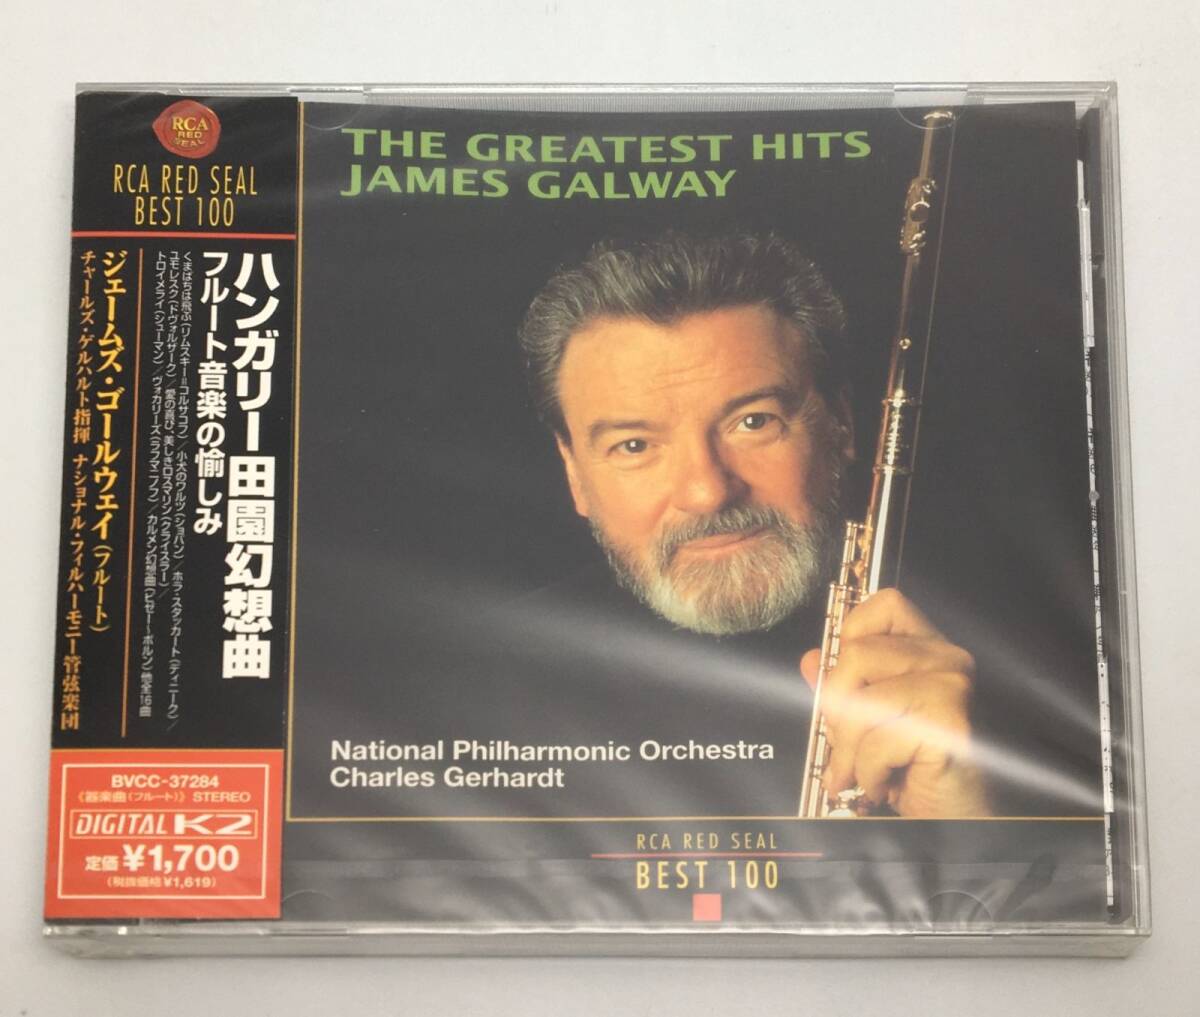 RCA
RED
SEAL
RCA RED SEAL
BEST 100
ハンガリー田園幻想曲
フルート音楽の愉しみ
くまばちは飛ぶ(リムスキー=コルサコフ)/小犬のワルツ(ショパン)/ホラ・スタッカート(ディニーク)/
ユモレスク(ドヴォルザーク)/愛の喜び、美しきロスマリン(クライスラー)/
トロイメライ(シューマン)/ヴォカリーズ(ラフマニノフ)/カルメン幻想曲(ビゼー~ボルン)他全16曲
ジェームズ・ゴールウェイ(フルート)
チャールズ・ゲルハルト指揮 ナショナル・フィルハーモニー管弦楽団
BVCC-37284
《器楽曲(フルート)》 STEREO
DIGITAL K2
定価 ¥1,700
(税抜価格¥1,619)
THE GREATEST HITS
JAMES GALWAY
National Philharmonic Orchestra
Charles Gerhardt
RCA RED SEAL
BEST 100